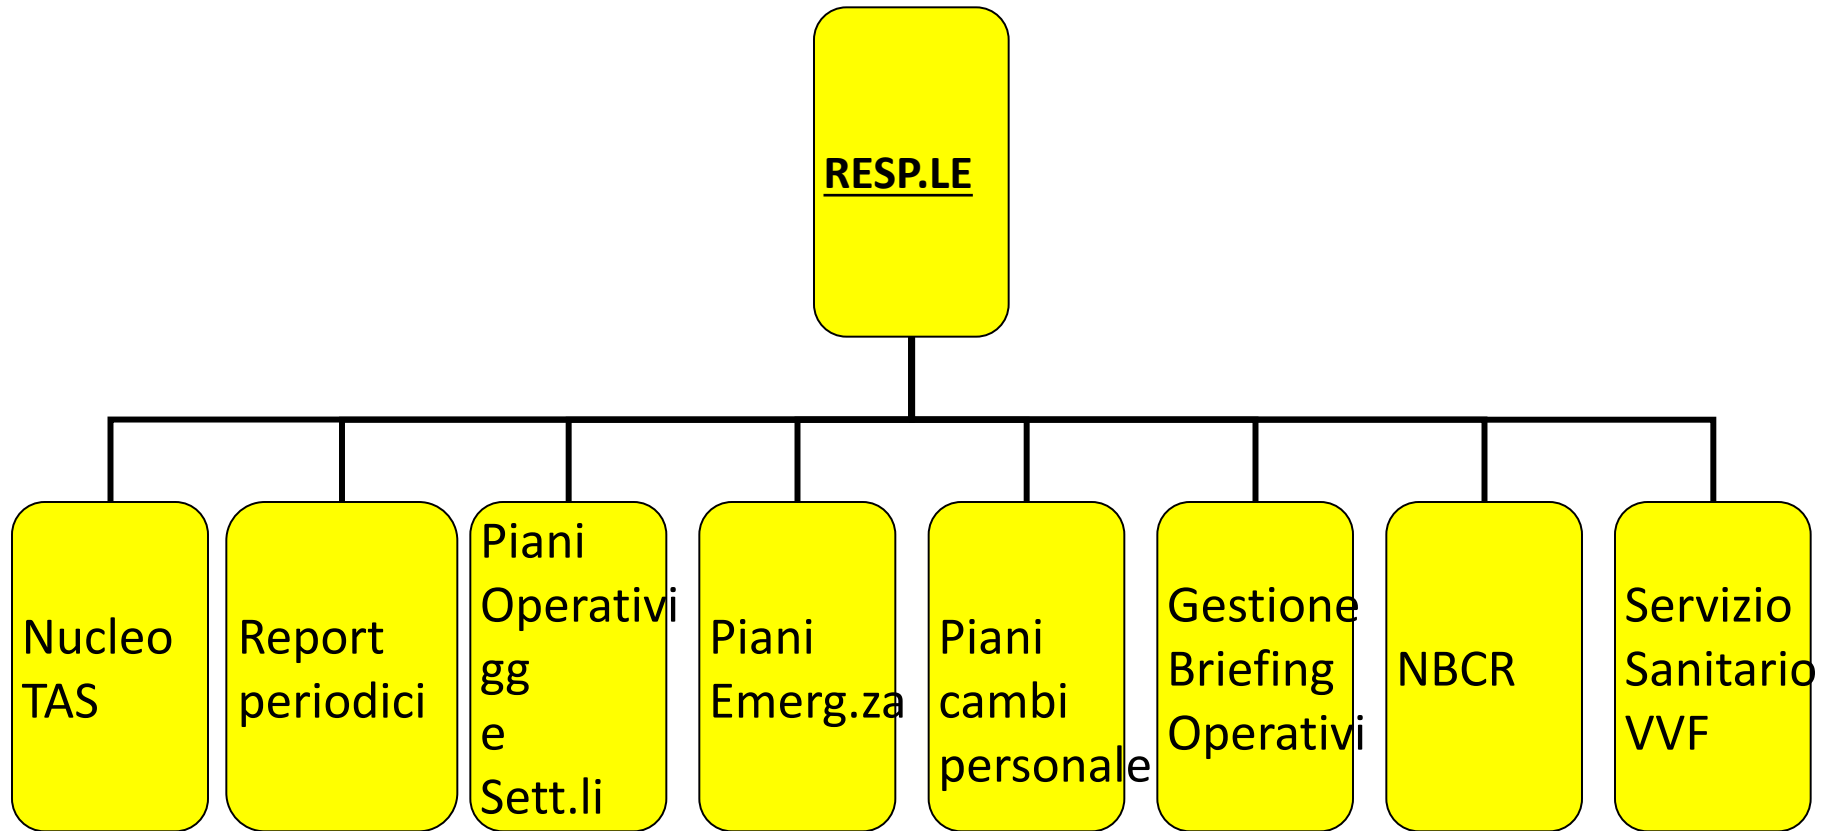 RESP.LE
Nucleo
TAS
Report
periodici
Piani
Operativi
gg
e
Sett.li
Piani
Emerg.za
Piani
cambi
personale
Gestione
Briefing
Operativi
NBCR
Servizio
Sanitario
VVF